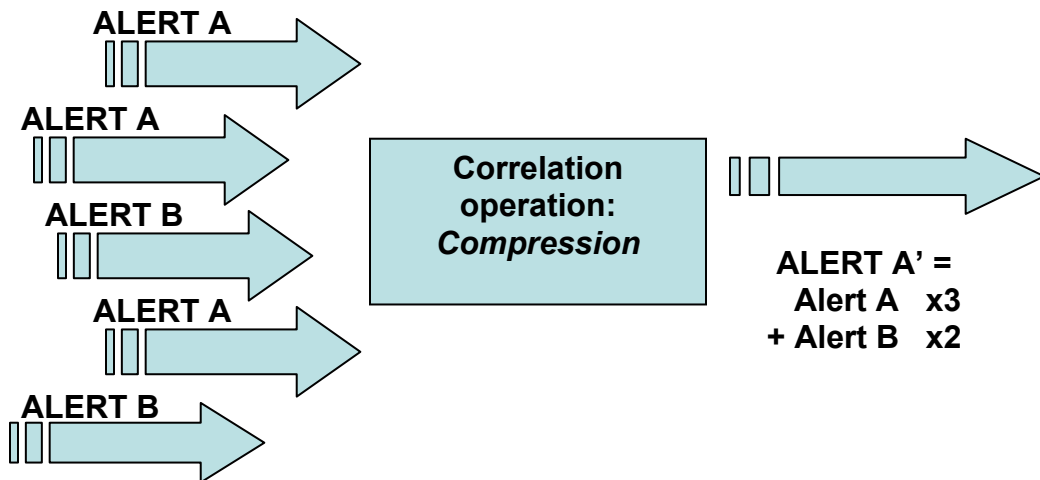 ALERT A
ALERT A
ALERT B
ALERT A
ALERT B
Correlation
operation:
Compression
ALERT A’ =
Alert A x3
+ Alert B x2